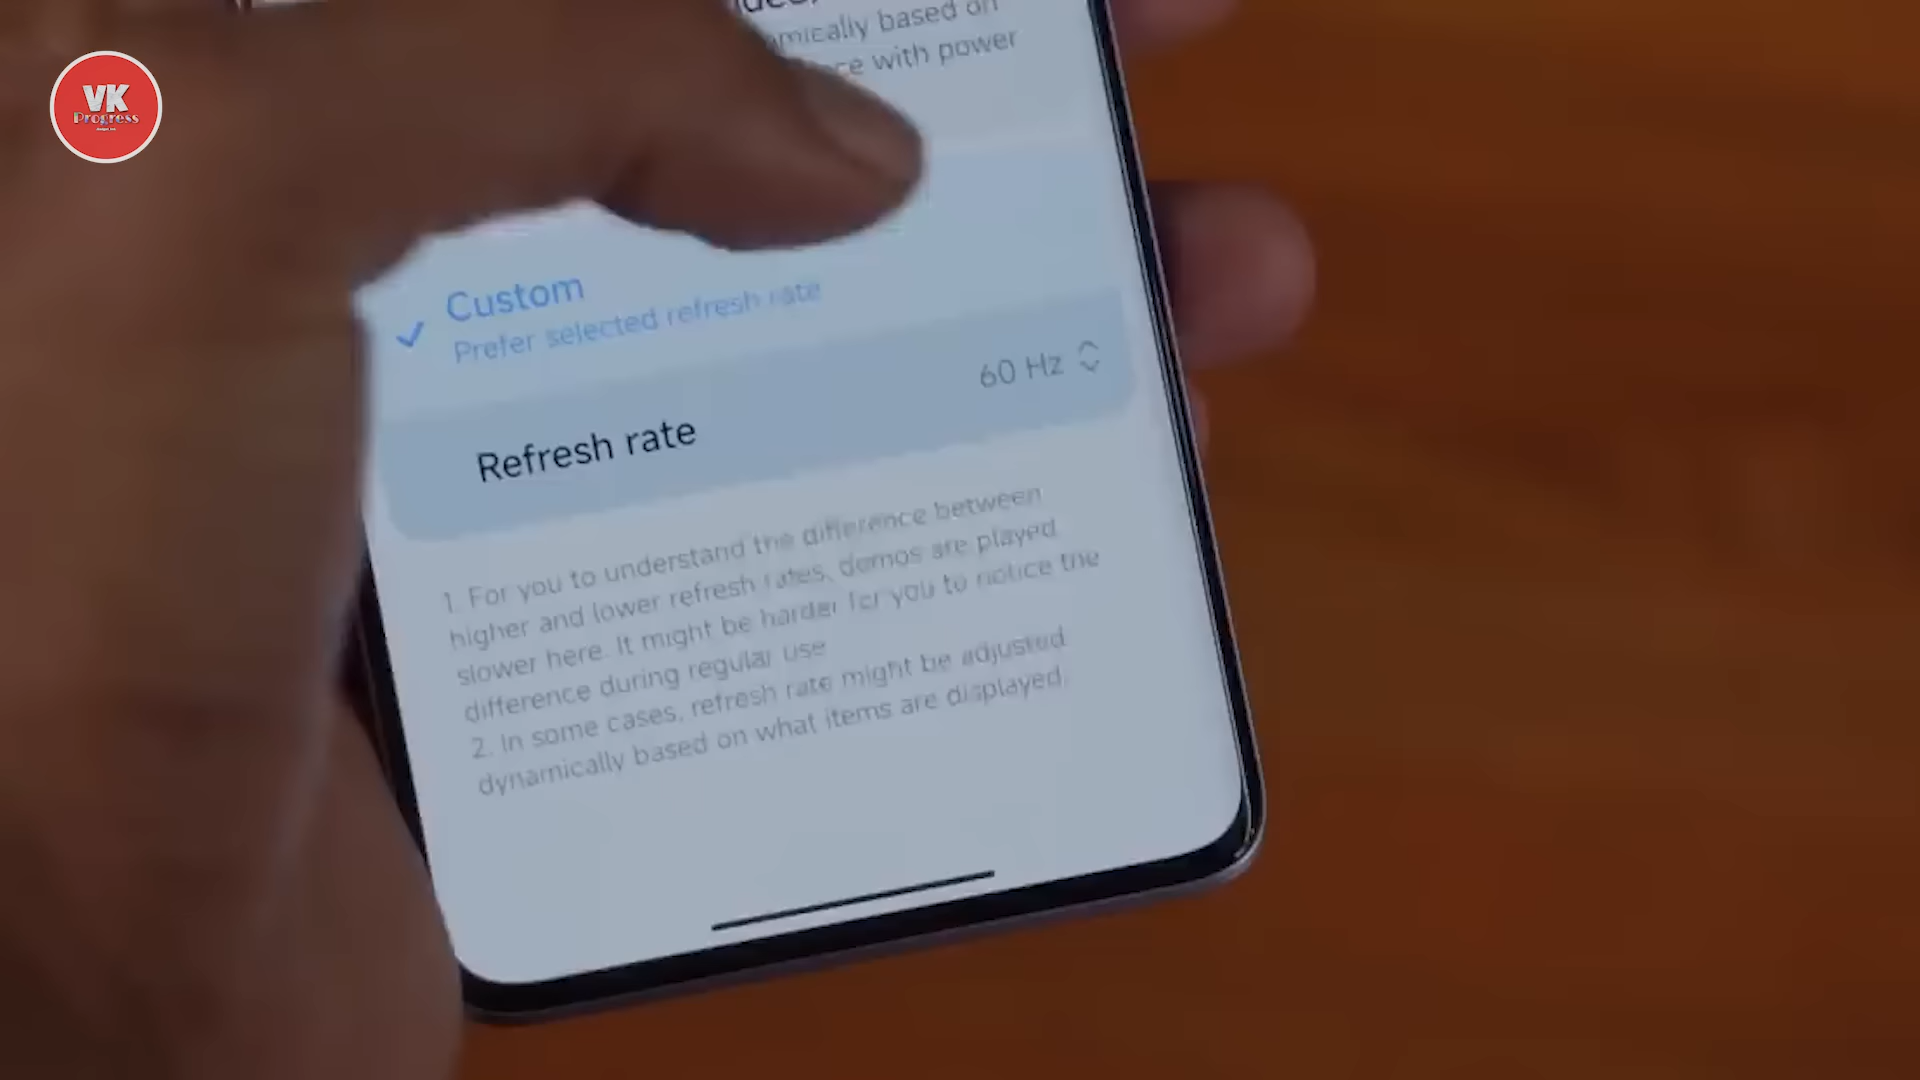 VK
Progress
based on
with power
Custom
Prefer selected refresh rate
60 Hz
Refresh rate
1. For you to understand the difference between
higher and lower refresh rates, demos are played
slower here. It might be harder for you to notice the
difference during regular use
2. In some cases, refresh rate might be adjusted
dynamically based on what items are displayed.